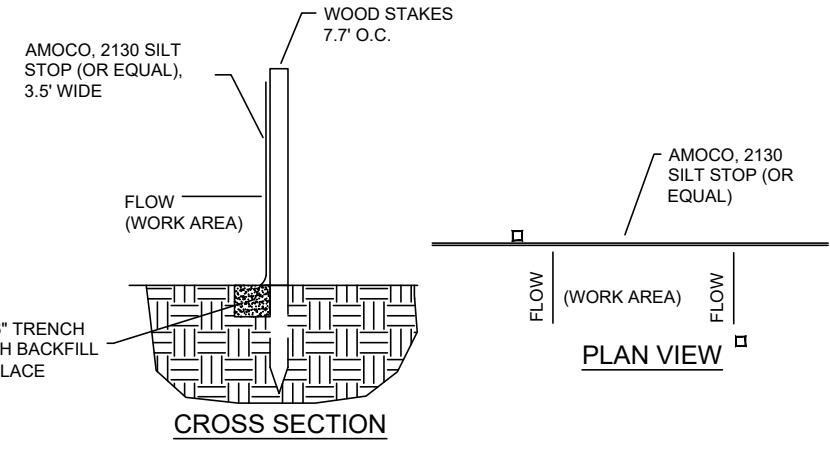 WOOD STAKES
7.7' O.C.
AMOCO, 2130 SILT
STOP (OR EQUAL),
3.5' WIDE
FLOW
(WORK AREA)
TRENCH
BACKFILL
CROSS SECTION
AMOCO, 2130
SILT STOP (OR
EQUAL)
FLOW
(WORK AREA)
FLOW
PLAN VIEW